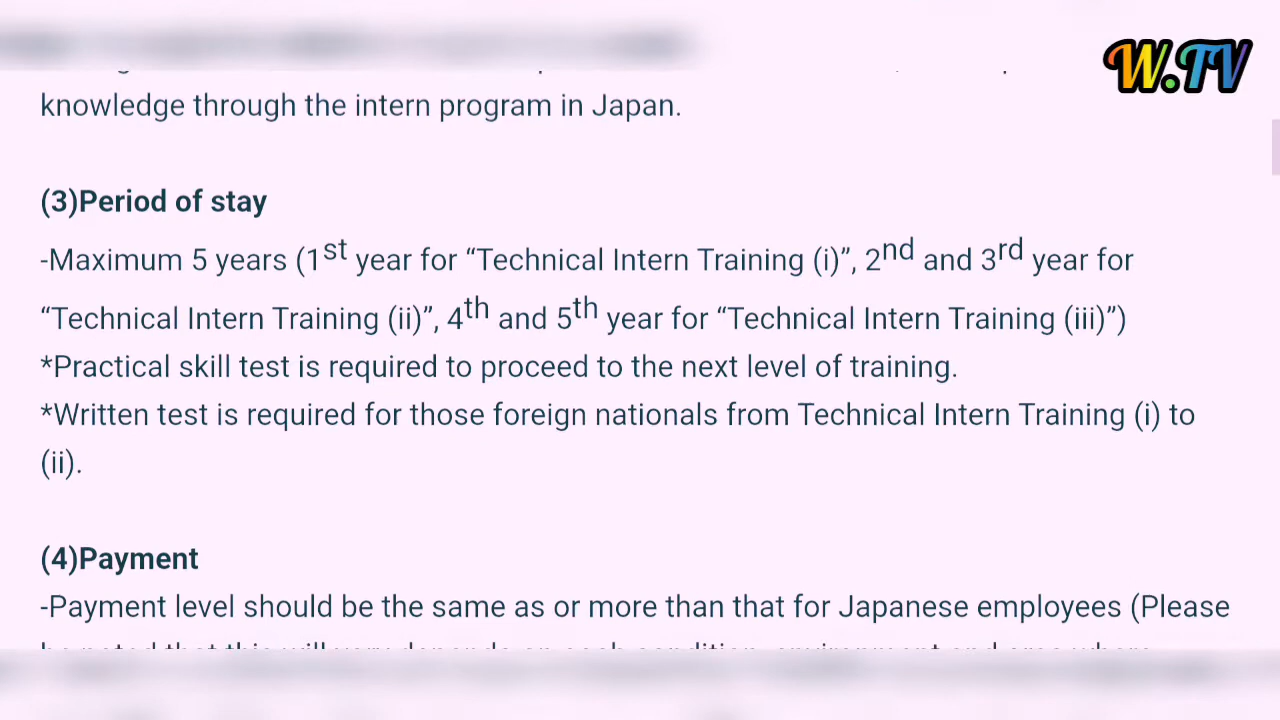 W.TV
knowledge through the intern program in Japan.
(3)Period of stay
-Maximum 5 years (1st year for “Technical Intern Training (i)”, 2nd and 3rd year for
“Technical Intern Training (ii)”, 4th and 5th year for “Technical Intern Training (iii)”)
*Practical skill test is required to proceed to the next level of training.
*Written test is required for those foreign nationals from Technical Intern Training (i) to
(ii).
(4)Payment
-Payment level should be the same as or more than that for Japanese employees (Please